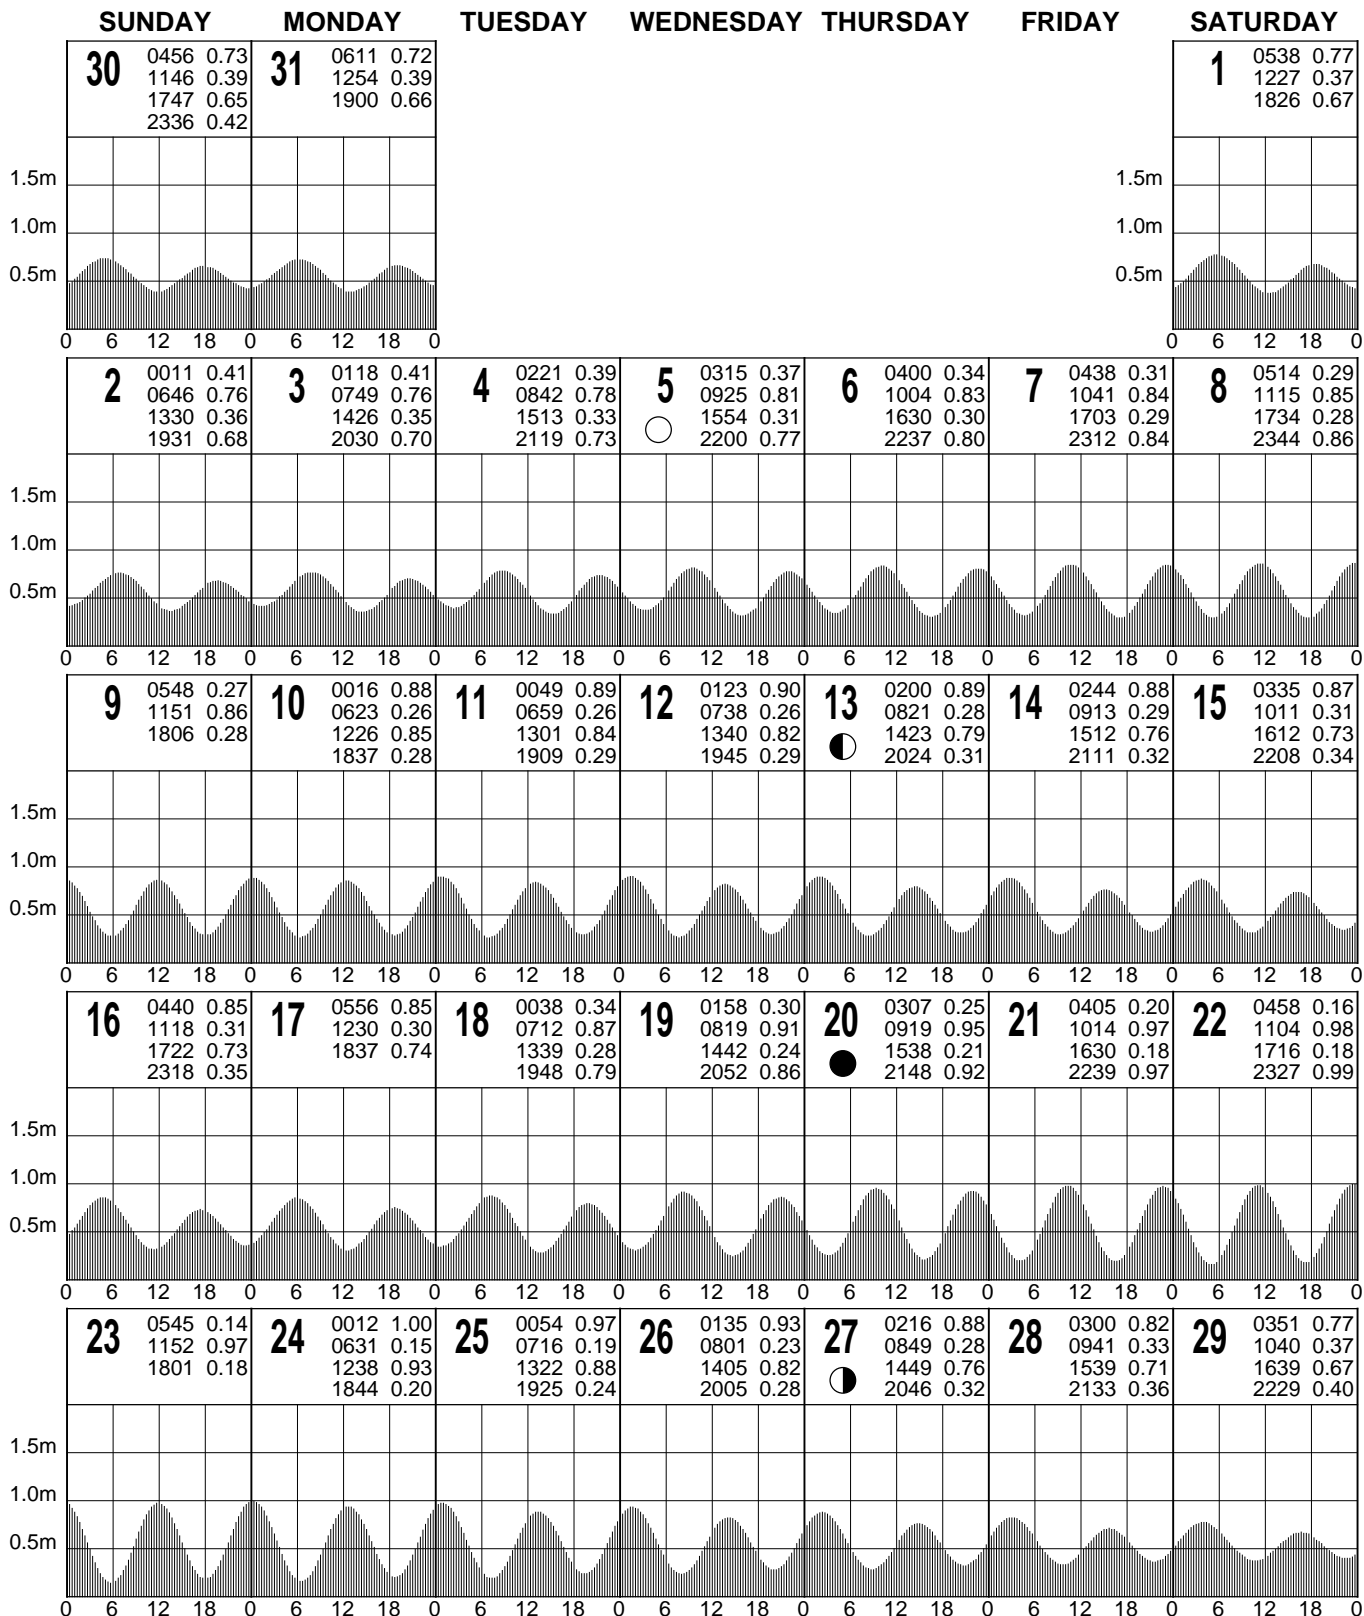 SUNDAY MONDAY TUESDAY WEDNESDAY THURSDAY FRIDAY SATURDAY
30 0456 0.73 31 0611 0.72 1 0538 0.77
1146 0.39 1254 0.39 1227 0.37
1747 0.65 1900 0.66 1826 0.67
2336 0.42
1.5m 1.5m
1.0m 1.0m
0.5m 0.5m
0 6 12 18 0 6 12 18 0 0 6 12 18 0
2 0011 0.41 3 0118 0.41 4 0221 0.39 5 0315 0.37 6 0400 0.34 7 0438 0.31 8 0514 0.29
0646 0.76 0749 0.76 0842 0.78 0925 0.81 1004 0.83 1041 0.84 1115 0.85
1330 0.36 1426 0.35 1513 0.33 1554 0.31 1630 0.30 1703 0.29 1734 0.28
1931 0.68 2030 0.70 2119 0.73 2200 0.77 2237 0.80 2312 0.84 2344 0.86
1.5m
1.0m
0.5m
0 6 12 18 0 6 12 18 0 6 12 18 0 6 12 18 0 6 12 18 0 6 12 18 0 6 12 18 0
9 0548 0.27 10 0016 0.88 11 0049 0.89 12 0123 0.90 13 0200 0.89 14 0244 0.88 15 0335 0.87
1151 0.86 0623 0.26 0659 0.26 0738 0.26 0821 0.28 0913 0.29 1011 0.31
1806 0.28 1226 0.85 1301 0.84 1340 0.82 1423 0.79 1512 0.76 1612 0.73
1837 0.28 1909 0.29 1945 0.29 2024 0.31 2111 0.32 2208 0.34
1.5m
1.0m
0.5m
0 6 12 18 0 6 12 18 0 6 12 18 0 6 12 18 0 6 12 18 0 6 12 18 0 6 12 18 0
16 0440 0.85 17 0556 0.85 18 0038 0.34 19 0158 0.30 20 0307 0.25 21 0405 0.20 22 0458 0.16
1118 0.31 1230 0.30 0712 0.87 0819 0.91 0919 0.95 1014 0.97 1104 0.98
1722 0.73 1837 0.74 1339 0.28 1442 0.24 1538 0.21 1630 0.18 1716 0.18
2318 0.35 1948 0.79 2052 0.86 2148 0.92 2239 0.97 2327 0.99
1.5m
1.0m
0.5m
0 6 12 18 0 6 12 18 0 6 12 18 0 6 12 18 0 6 12 18 0 6 12 18 0 6 12 18 0
23 0545 0.14 24 0012 1.00 25 0054 0.97 26 0135 0.93 27 0216 0.88 28 0300 0.82 29 0351 0.77
1152 0.97 0631 0.15 0716 0.19 0801 0.23 0849 0.28 0941 0.33 1040 0.37
1801 0.18 1238 0.93 1322 0.88 1405 0.82 1449 0.76 1539 0.71 1639 0.67
1844 0.20 1925 0.24 2005 0.28 2046 0.32 2133 0.36 2229 0.40
1.5m
1.0m
0.5m
0 6 12 18 0 6 12 18 0 6 12 18 0 6 12 18 0 6 12 18 0 6 12 18 0 6 12 18 0